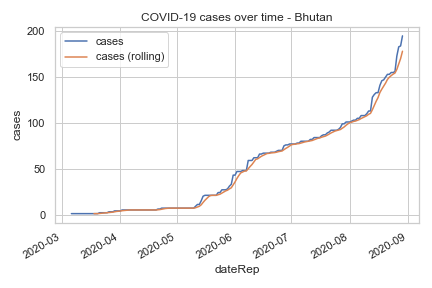 COVID-19 cases over time - Bhutan
cases
cases (rolling)
200
150
100
50
0
cases
2020-03
2020-04
2020-05
2020-06
2020-07
2020-08
2020-09
dateRep